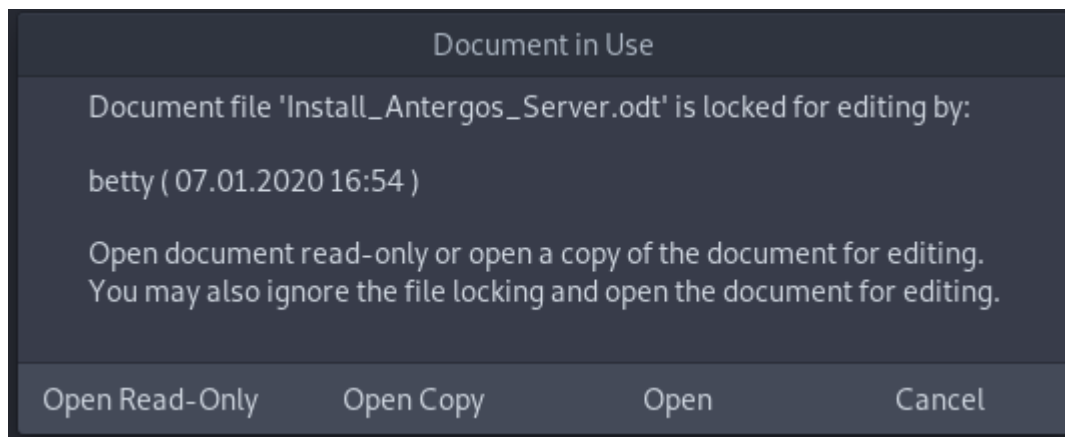 Document in Use
Document file 'Install_Antergos_Server.odt' is locked for editing by:
betty ( 07.01.2020 16:54 )
Open document read-only or open a copy of the document for editing.
You may also ignore the file locking and open the document for editing.
Open Read-Only Open Copy Open Cancel